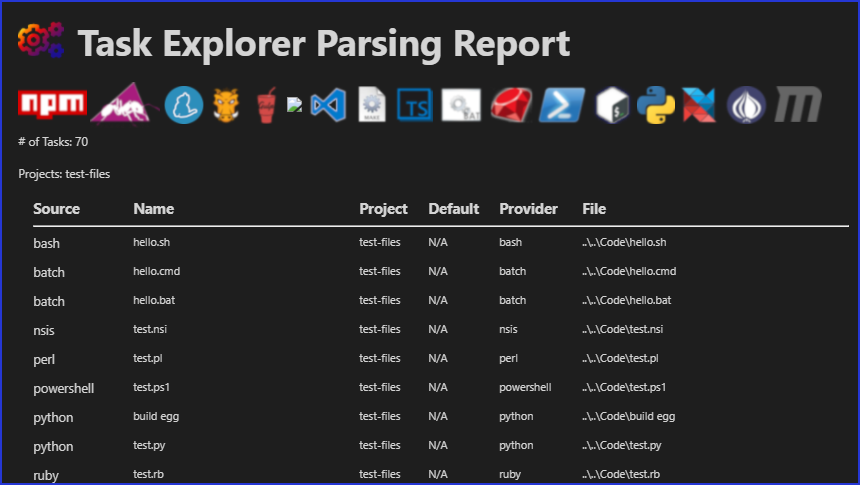 Task Explorer Parsing Report
npm TS BAT
# of Tasks: 70
Projects: test-files
Source Name Project Default Provider File
bash hello.sh test-files N/A bash ..\..\Code\hello.sh
batch hello.cmd test-files N/A batch ..\..\Code\hello.cmd
batch hello.bat test-files N/A batch ..\..\Code\hello.bat
nsis test.nsi test-files N/A nsis ..\..\Code\test.nsi
perl test.pl test-files N/A perl ..\..\Code\test.pl
powershell test.ps1 test-files N/A powershell ..\..\Code\test.ps1
python build egg test-files N/A python ..\..\Code\build egg
python test.py test-files N/A python ..\..\Code\test.py
ruby test.rb test-files N/A ruby ..\..\Code\test.rb